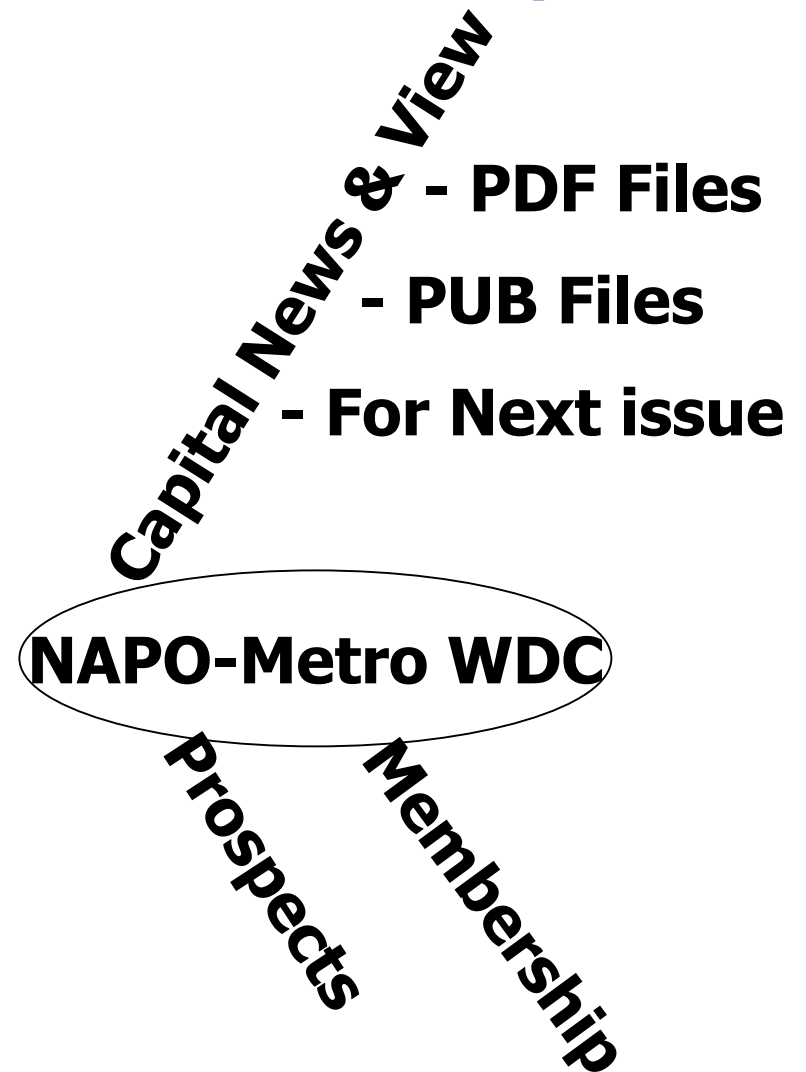 Capital News & View
- PDF Files
- PUB Files
- For Next issue
NAPO-Metro WDC
Prospects
Membership